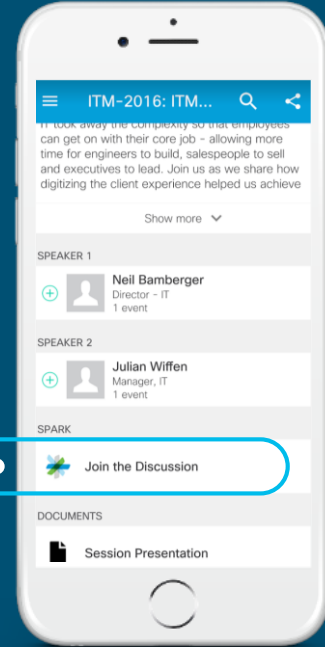 ITM-2016: ITM...
IT took away the complexity so that employees
can get on with their core job - allowing more
time for engineers to build, salespeople to sell
and executives to lead. Join us as we share how
digitizing the client experience helped us achieve
Show more
SPEAKER 1
Neil Bamberger
Director - IT
1 event
SPEAKER 2
Julian Wiffen
Manager, IT
1 event
SPARK
Join the Discussion
DOCUMENTS
Session Presentation